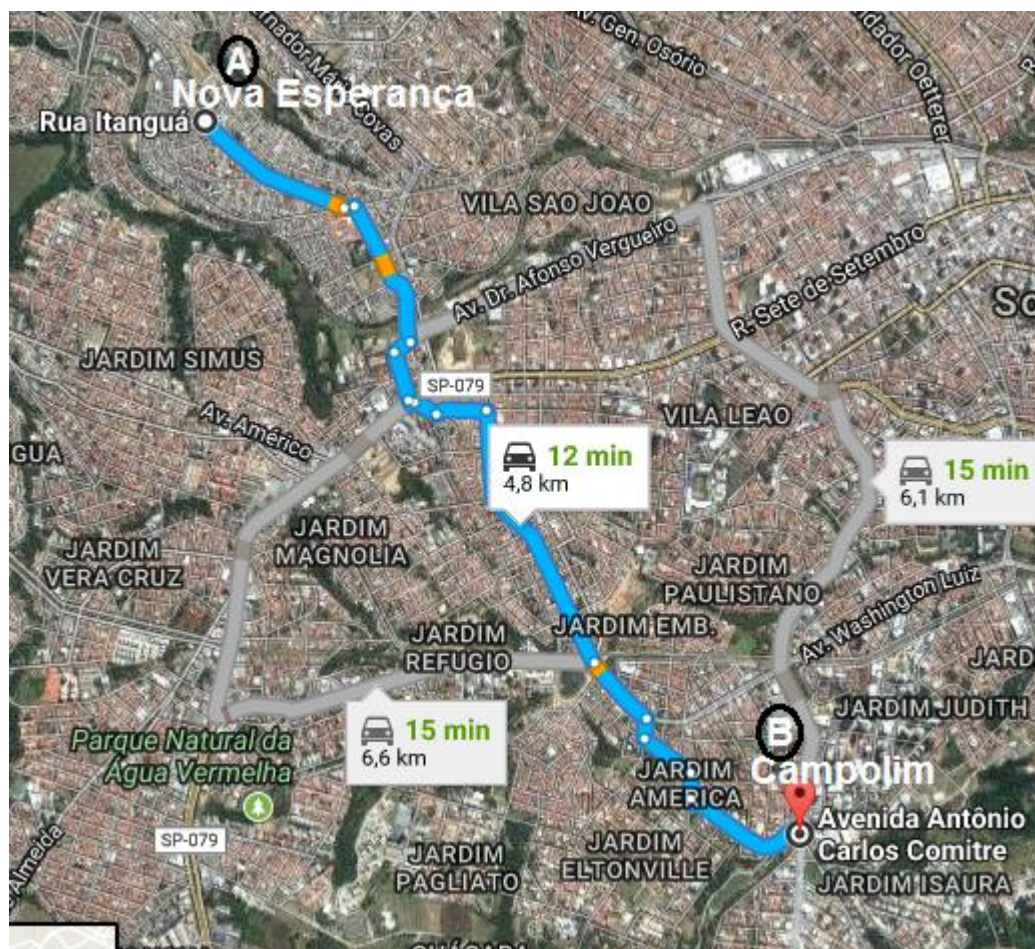 A
Nova Esperança
Rua Itanguá
Av. Gen. Osório
VILA SAO JOAO
Av. Dr. Afonso Vergueiro
R. Sete de Setembro
JARDIM SIMUS
SP-079
Av. Américo
VILA LEAO
12 min
4,8 km
15 min
6,1 km
JARDIM
MAGNOLIA
JARDIM
VERA CRUZ
JARDIM
PAULISTANO
Av. Washington Luiz
JARDIM EMB.
JARDIM
REFUGIO
JARDIM JUDITH
15 min
6,6 km
Parque Natural da
Água Vermelha
B
Campolim
JARDIM
AMERICA
Avenida Antônio
Carlos Comitre
SP-079
JARDIM
PAGLIATO
JARDIM
ELTONVILLE
JARDIM ISAURA
Almeida